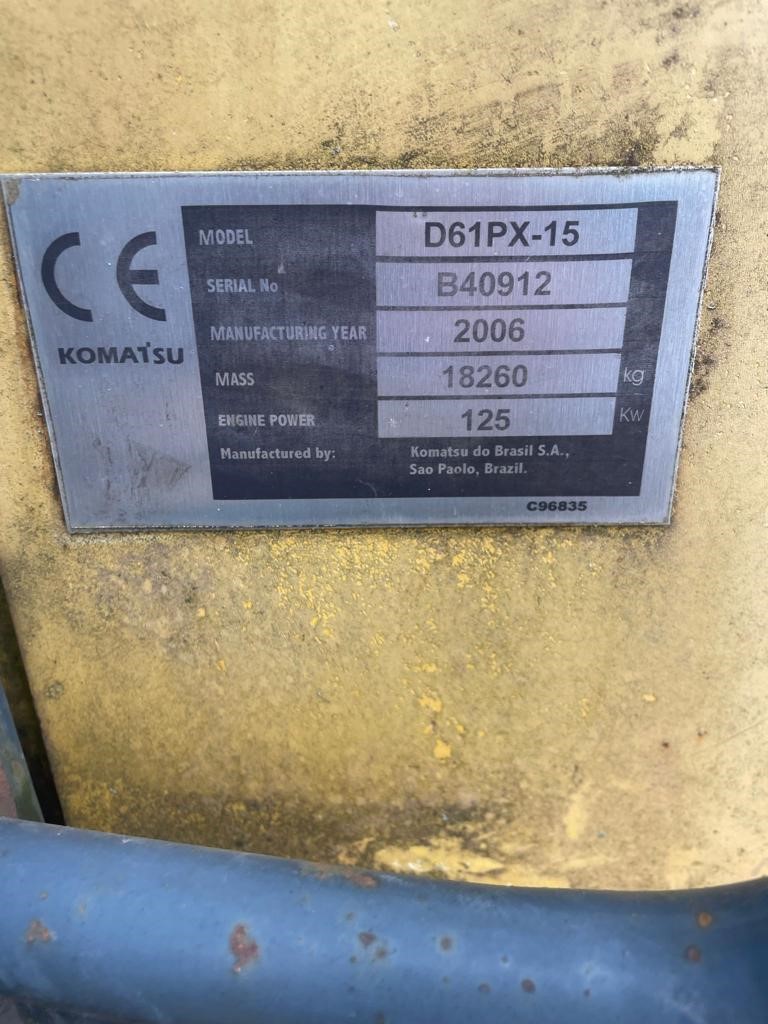 CE
KOMATSU
MODEL D61PX-15
SERIAL No B40912
MANUFACTURING YEAR 2006
MASS 18260 kg
ENGINE POWER 125 Kw
Manufactured by: Komatsu do Brasil S.A.,
Sao Paolo, Brazil.
C96835